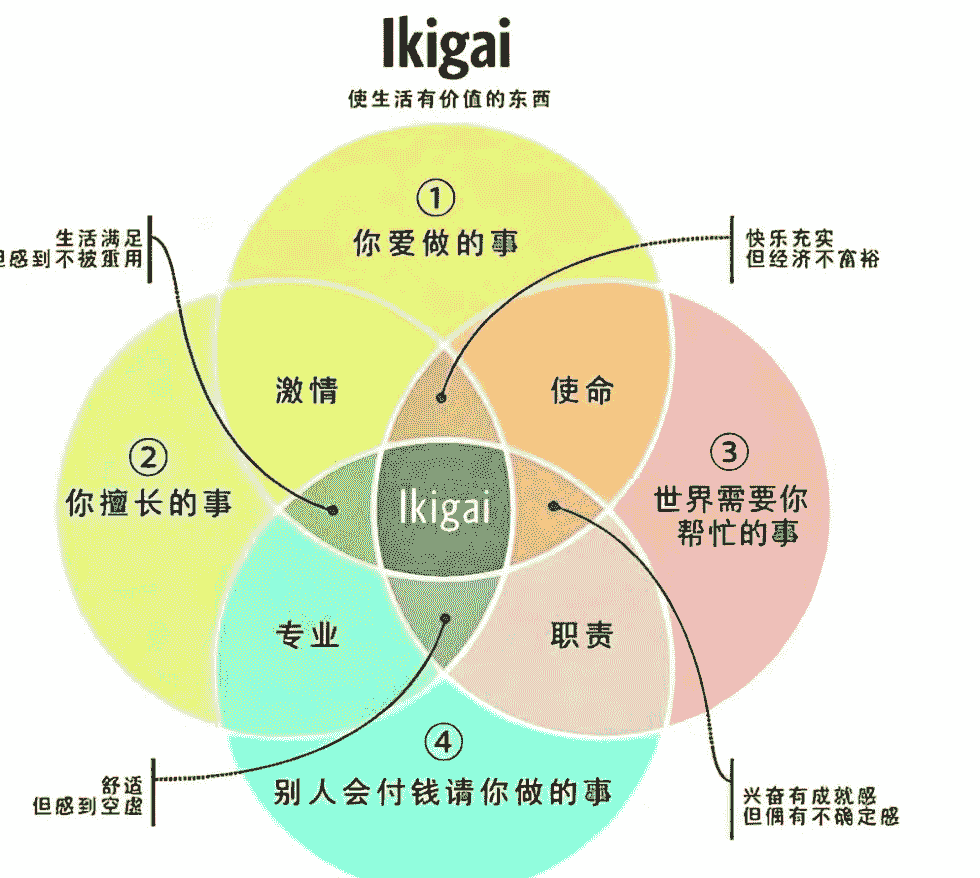 Ikigai
使生活有价值的东西
①
你爱做的事
生活满足
但感到不被重用
快乐充实
但经济不富裕
激情
使命
②
你擅长的事
③
世界需要你
帮忙的事
Ikigai
专业
职责
④
别人会付钱请你做的事
舒适
但感到空虚
兴奋有成就感
但偶有不确定感